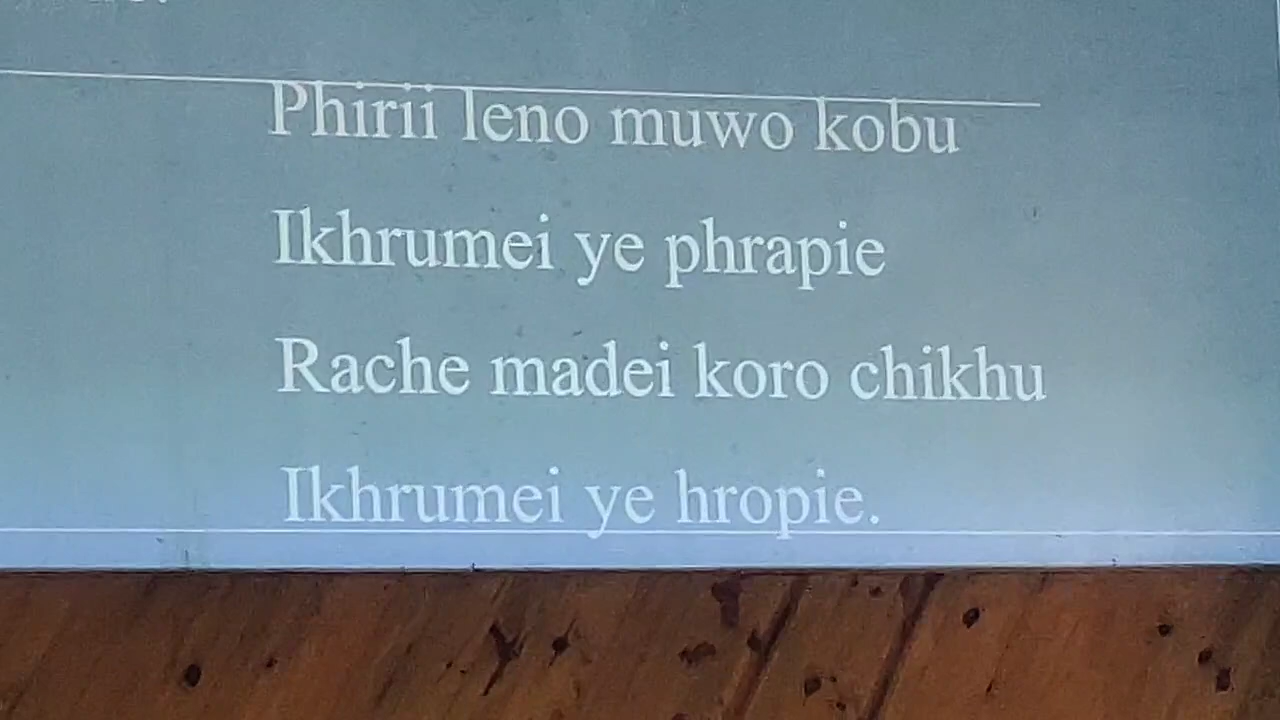 Phirii leno muwo kobu
Ikhrumei ye phrapie
Rache madei koro chikhu
Ikhrumei ye hropie.